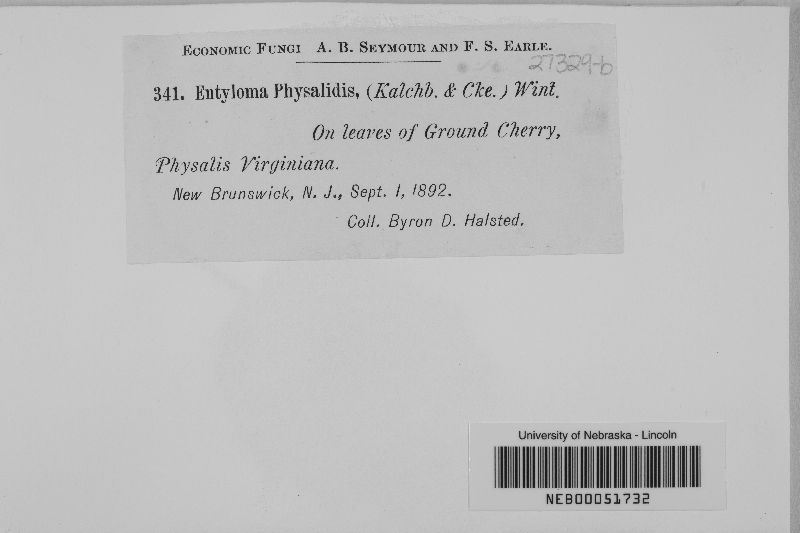 Economic Fungi A. B. Seymour and F. S. Earle.
27329-b
341. Entyloma Physalidis, (Kalchb. & Cke.) Wint.
On leaves of Ground Cherry,
Physalis Virginiana.
New Brunswick, N. J., Sept. 1, 1892.
Coll. Byron D. Halsted.
University of Nebraska - Lincoln
NEB00051732